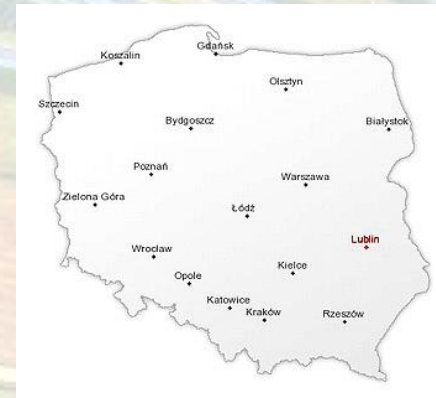 Gdańsk
Koszalin
Olsztyn
Szczecin
Bydgoszcz
Białystok
Poznań
Warszawa
Zielona Góra
Łódź
Lublin
Wrocław
Kielce
Opole
Katowice
Kraków
Rzeszów